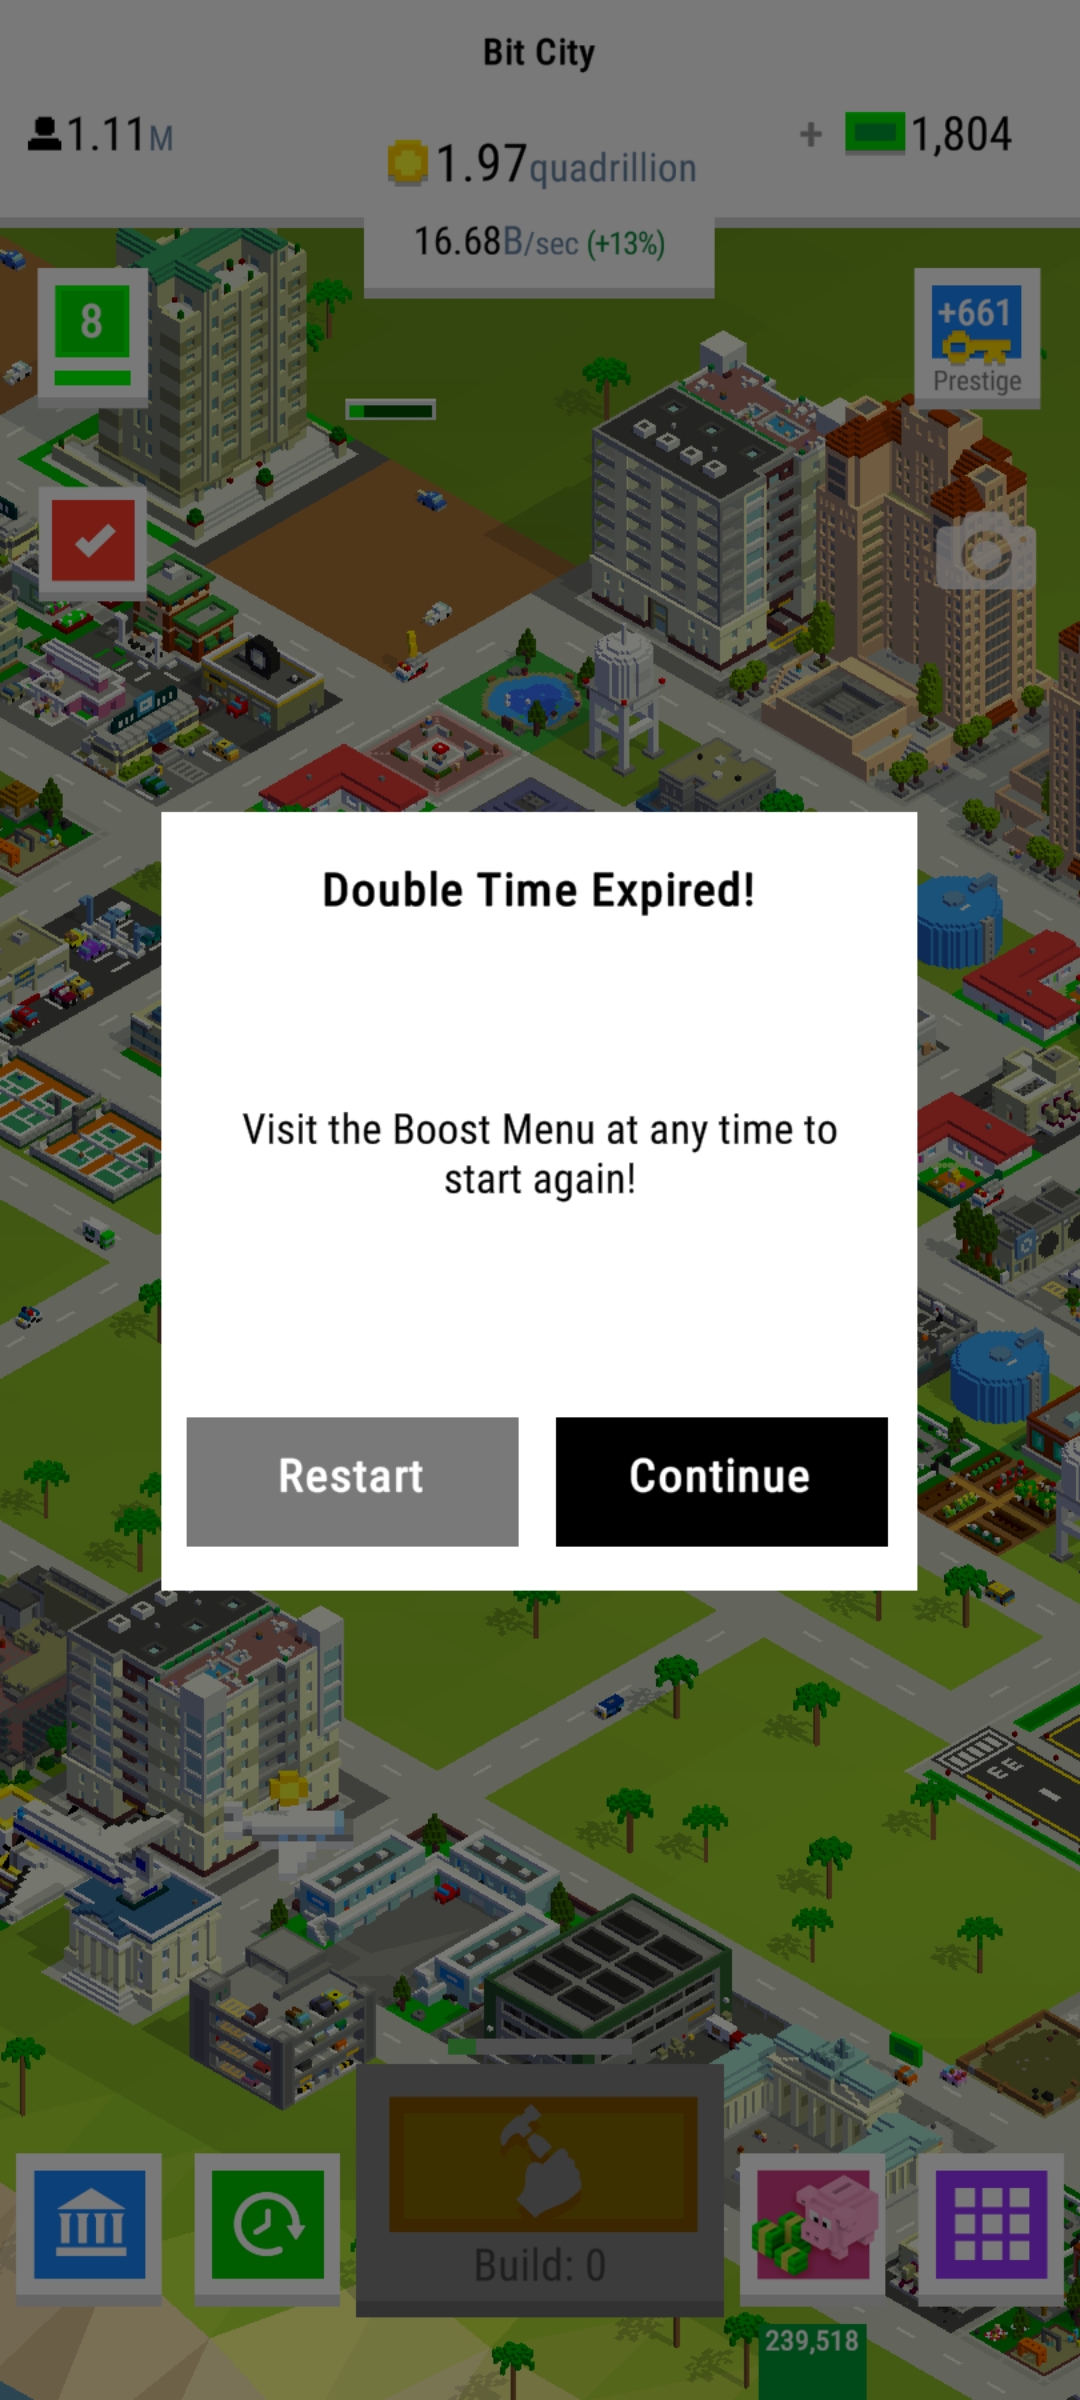 Bit City
1.11M
1.97quadrillion
+ 1,804
16.68B/sec (+13%)
8
+661
Prestige
Double Time Expired!
Visit the Boost Menu at any time to
start again!
Restart
Continue
Build: 0
239,518